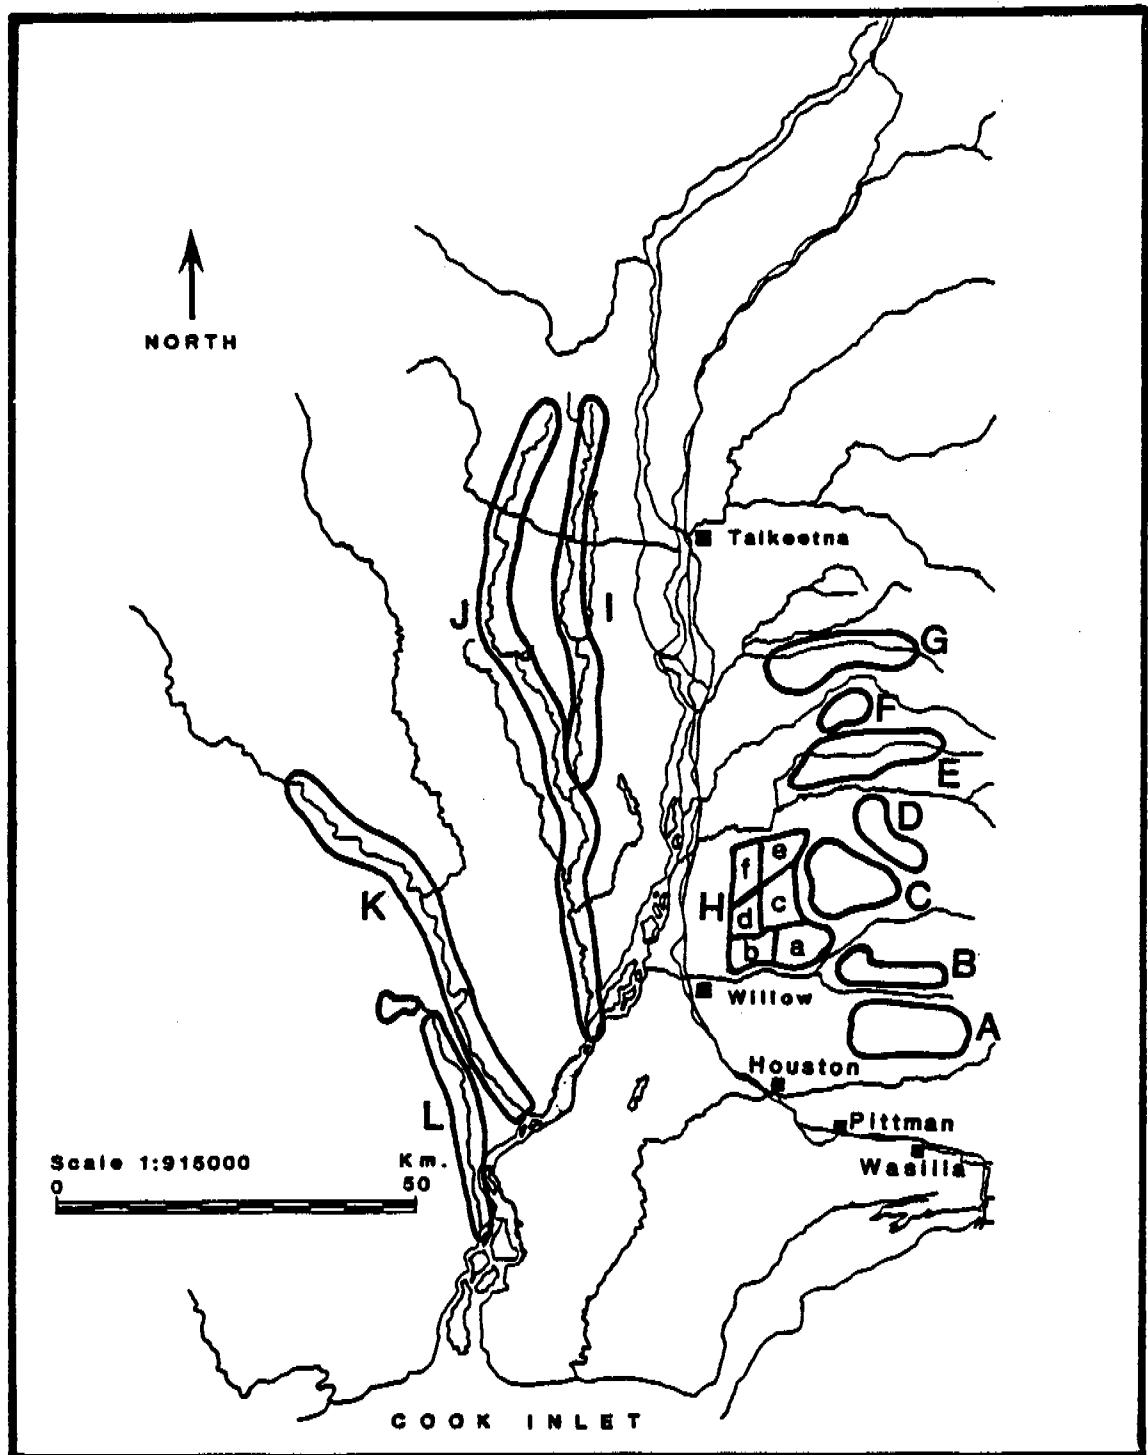 NORTH
Talkeetna
J
I
G
F
E
D
f
e
H
d
c
C
K
b
a
B
Willow
A
Houston
L
Pittman
Scale 1:915000
Km.
Wasilla
0
50
COOK INLET